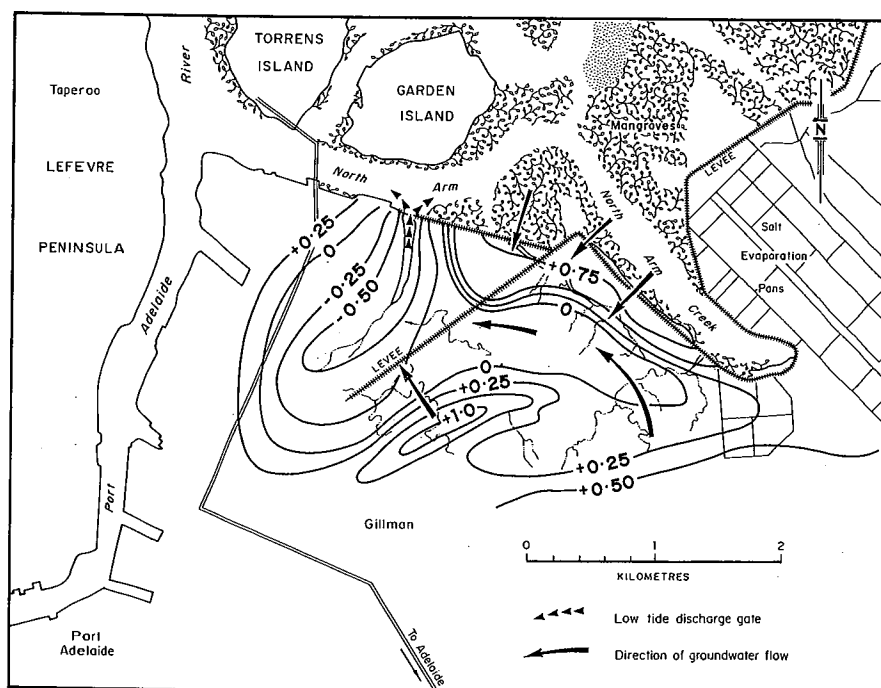 TORRENS
ISLAND
GARDEN
ISLAND
River
Taperoo
LEFEVRE
PENINSULA
Adelaide
Port
Port
Adelaide
North
Arm
Mangroves
North
Arm
Creek
LEVEE
N
Salt
Evaporation
Pans
+0.25
0
-0.25
-0.50
+0.75
0
LEVEE
0
+0.25
+1.0
+0.25
+0.50
Gillman
To
Adelaide
0 1 2
KILOMETRES
Low tide discharge gate
Direction of groundwater flow